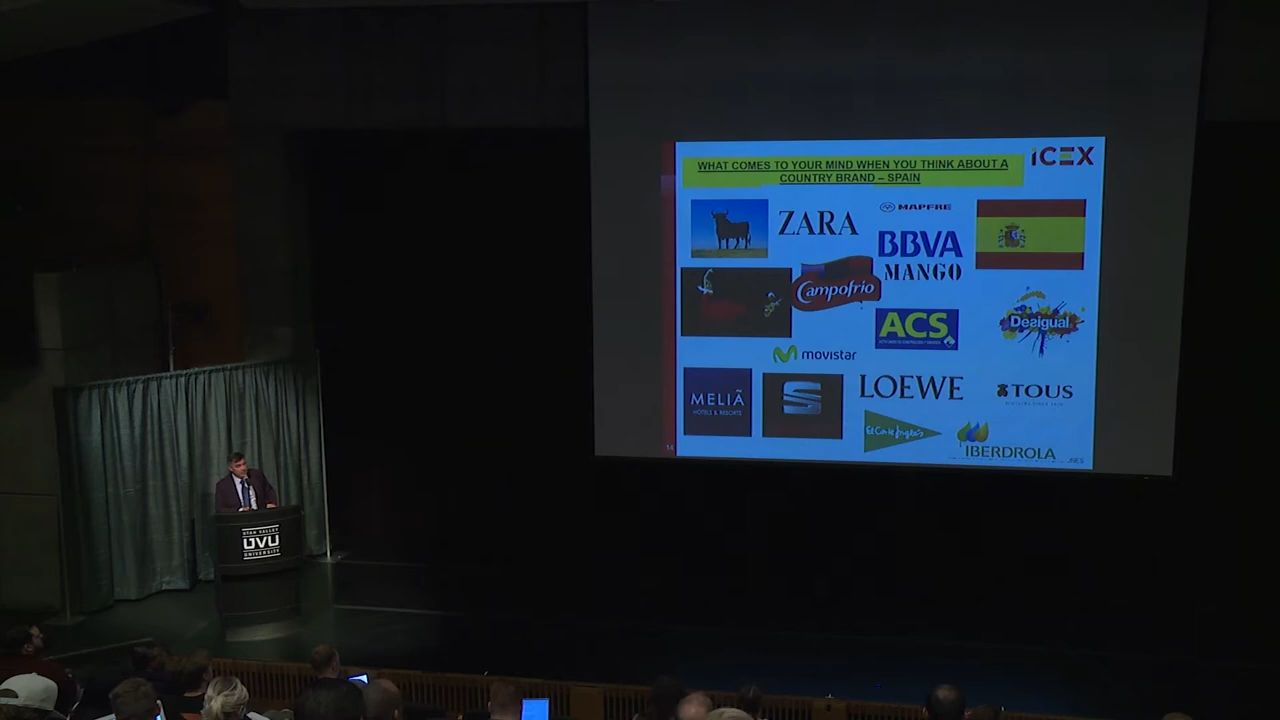 WHAT COMES TO YOUR MIND WHEN YOU THINK ABOUT A
COUNTRY BRAND – SPAIN
iCEX
ZARA
MAPFRE
BBVA
MANGO
Campofrio
ACS
Desigual
movistar
MELIÃ
HOTELS & RESORTS
S
LOEWE
TOUS
El Corte Inglés
IBERDROLA
14
UTAH VALLEY
UVU
UNIVERSITY